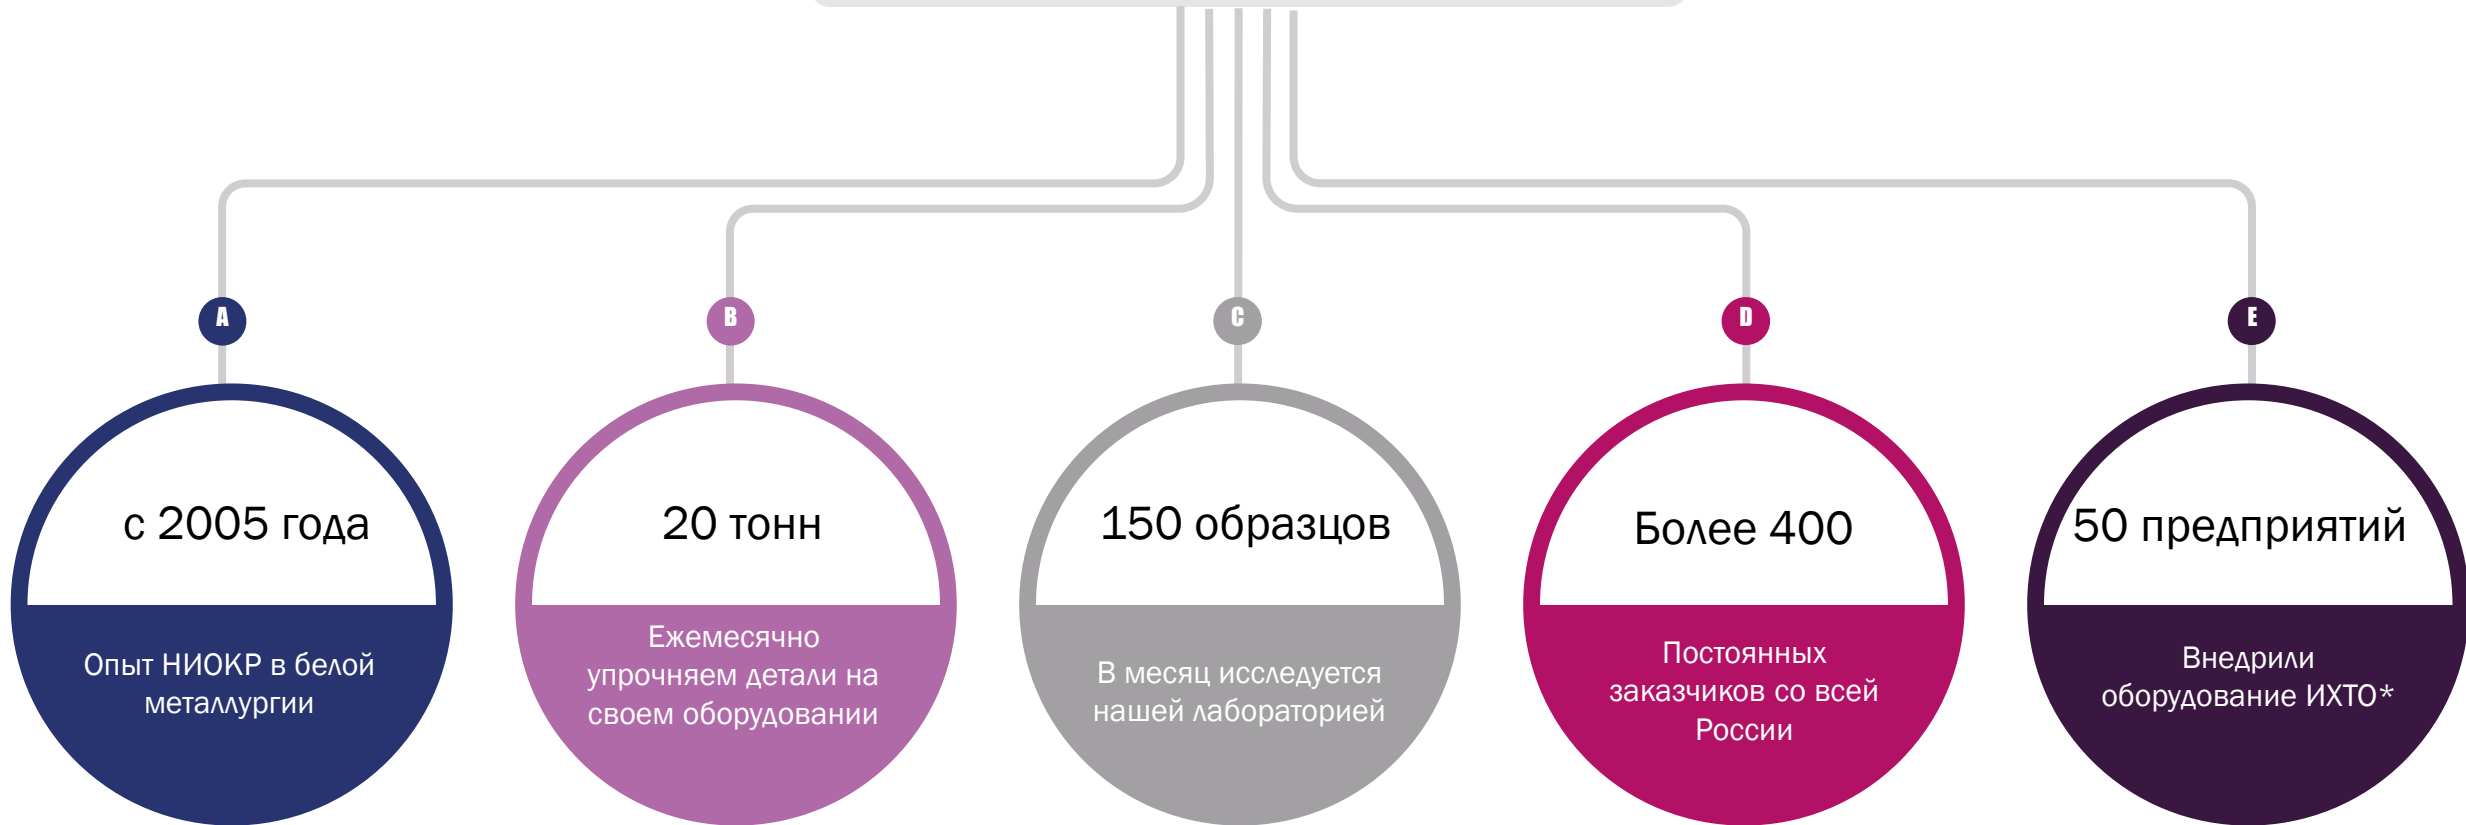 A
B
C
D
E
с 2005 года
Опыт НИОКР в белой
металлургии
20 тонн
Ежемесячно
упрочняем детали на
своем оборудовании
150 образцов
В месяц исследуется
нашей лабораторией
Более 400
Постоянных
заказчиков со всей
России
50 предприятий
Внедрили
оборудование ИХТО*